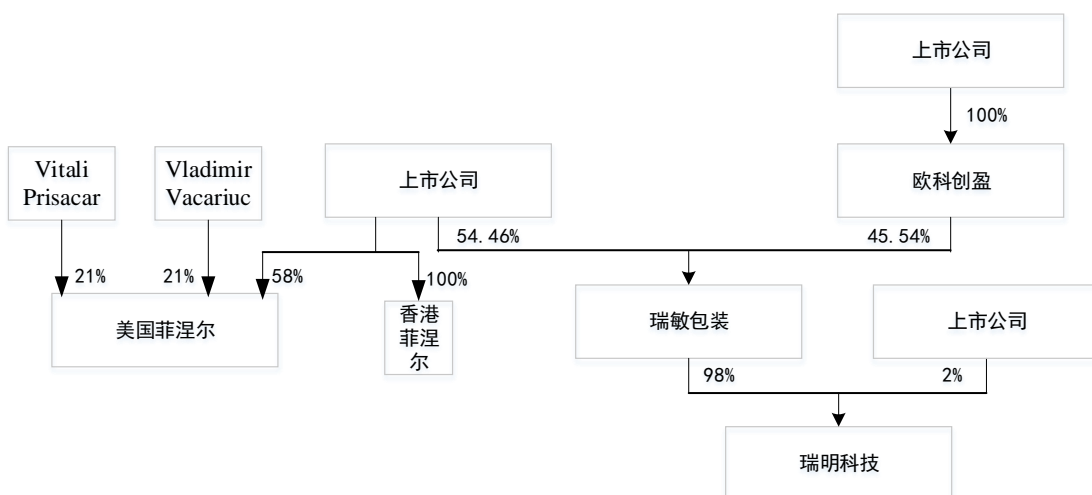 上市公司
100%
Vitali
Prisacar
Vladimir
Vacariuc
上市公司
欧科创盈
54.46%
45.54%
21%
21%
58%
100%
美国菲涅尔
香港
菲涅
尔
瑞敏包装
上市公司
98%
2%
瑞明科技